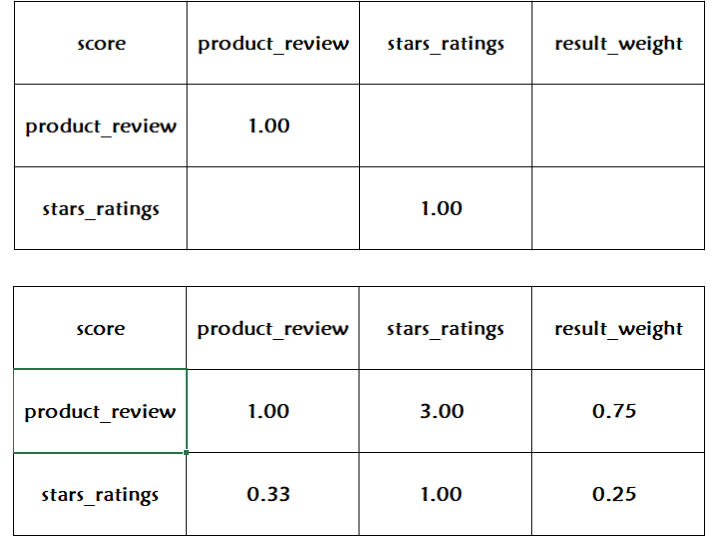 score product_review stars_ratings result_weight
product_review 1.00
stars_ratings 1.00
score product_review stars_ratings result_weight
product_review 1.00 3.00 0.75
stars_ratings 0.33 1.00 0.25